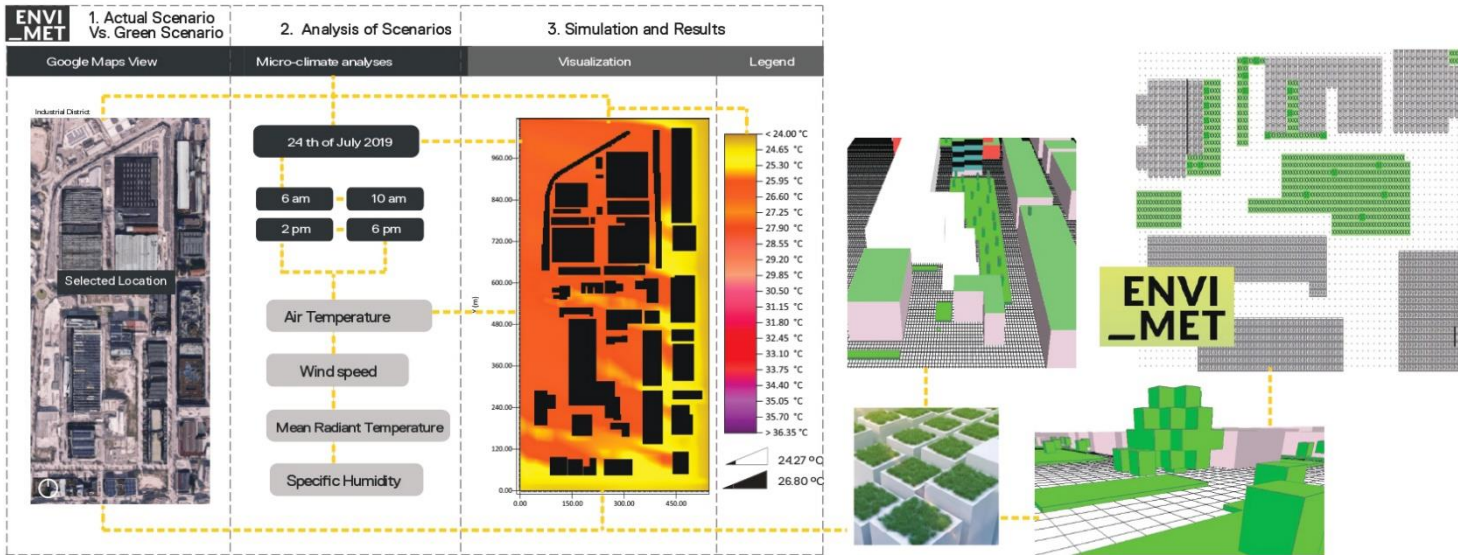 ENVI
_MET
1. Actual Scenario
Vs. Green Scenario
2. Analysis of Scenarios
3. Simulation and Results
Google Maps View
Micro-climate analyses
Visualization
Legend
Industrial District
Selected Location
24 th of July 2019
6 am
10 am
2 pm
6 pm
Air Temperature
Wind speed
Mean Radiant Temperature
Specific Humidity
960.00
840.00
720.00
600.00
480.00
360.00
240.00
120.00
0.00
Y (m)
0.00
150.00
300.00
450.00
< 24.00 °C
24.65 °C
25.30 °C
25.95 °C
26.60 °C
27.25 °C
27.90 °C
28.55 °C
29.20 °C
29.85 °C
30.50 °C
31.15 °C
31.80 °C
32.45 °C
33.10 °C
33.75 °C
34.40 °C
35.05 °C
35.70 °C
> 36.35 °C
24.27 ºC
26.80 ºC
ENVI
_MET